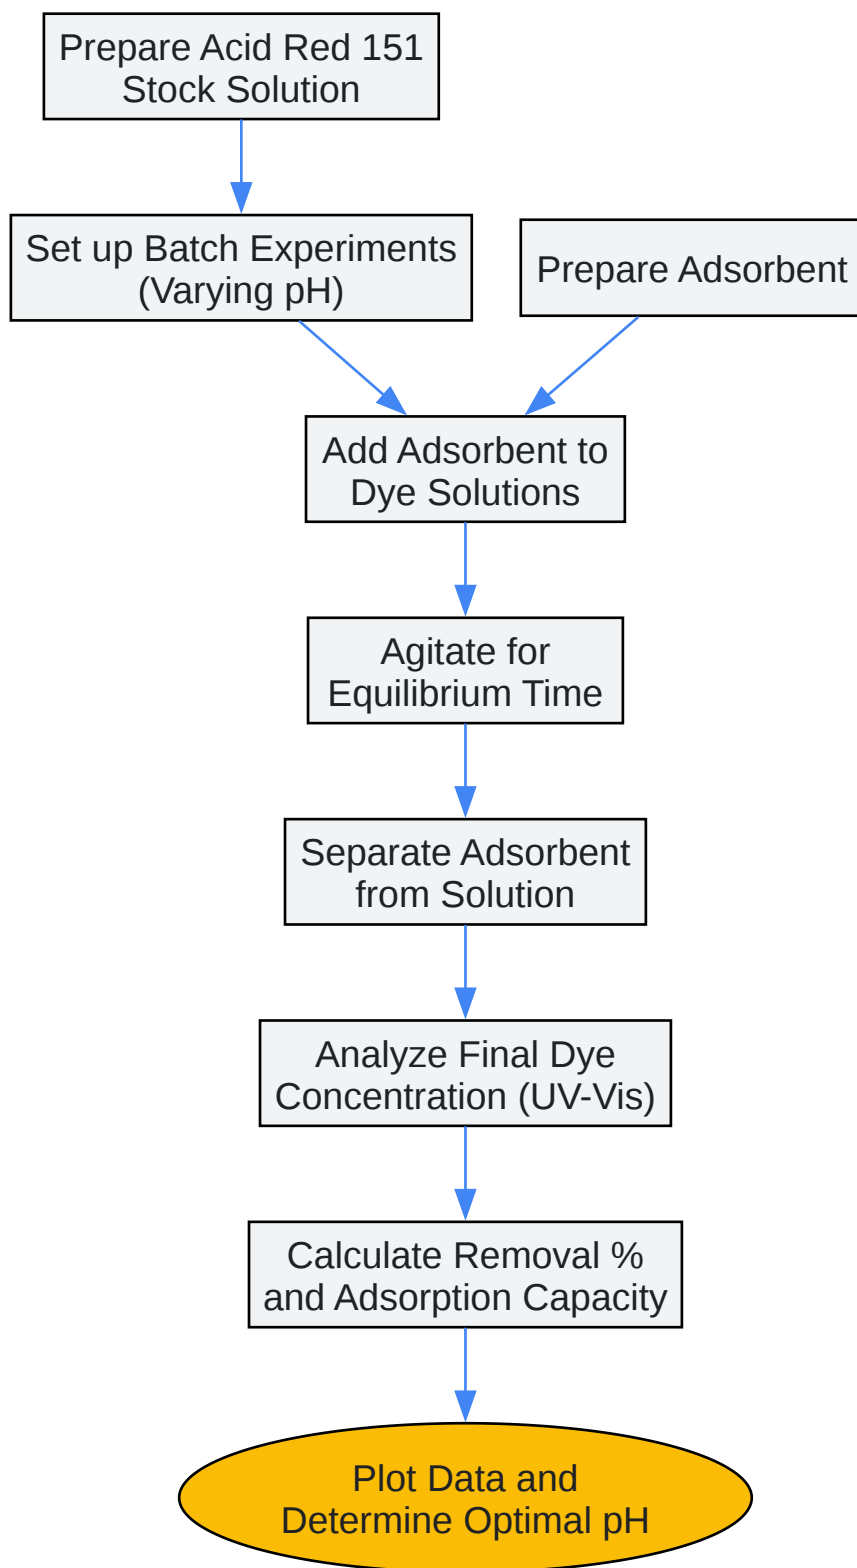 Prepare Acid Red 151
Stock Solution
Set up Batch Experiments
(Varying pH)
Prepare Adsorbent
Add Adsorbent to
Dye Solutions
Agitate for
Equilibrium Time
Separate Adsorbent
from Solution
Analyze Final Dye
Concentration (UV-Vis)
Calculate Removal %
and Adsorption Capacity
Plot Data and
Determine Optimal pH